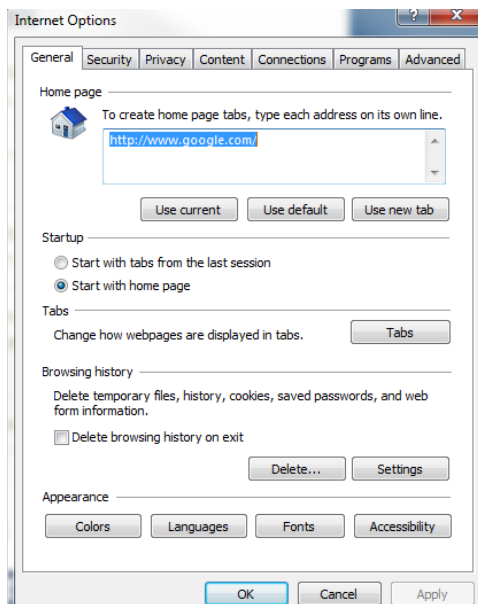 Internet Options
?
X
General Security Privacy Content Connections Programs Advanced
Home page
To create home page tabs, type each address on its own line.
http://www.google.com/
Use current Use default Use new tab
Startup
Start with tabs from the last session
Start with home page
Tabs
Change how webpages are displayed in tabs. Tabs
Browsing history
Delete temporary files, history, cookies, saved passwords, and web
form information.
Delete browsing history on exit
Delete... Settings
Appearance
Colors Languages Fonts Accessibility
OK Cancel Apply